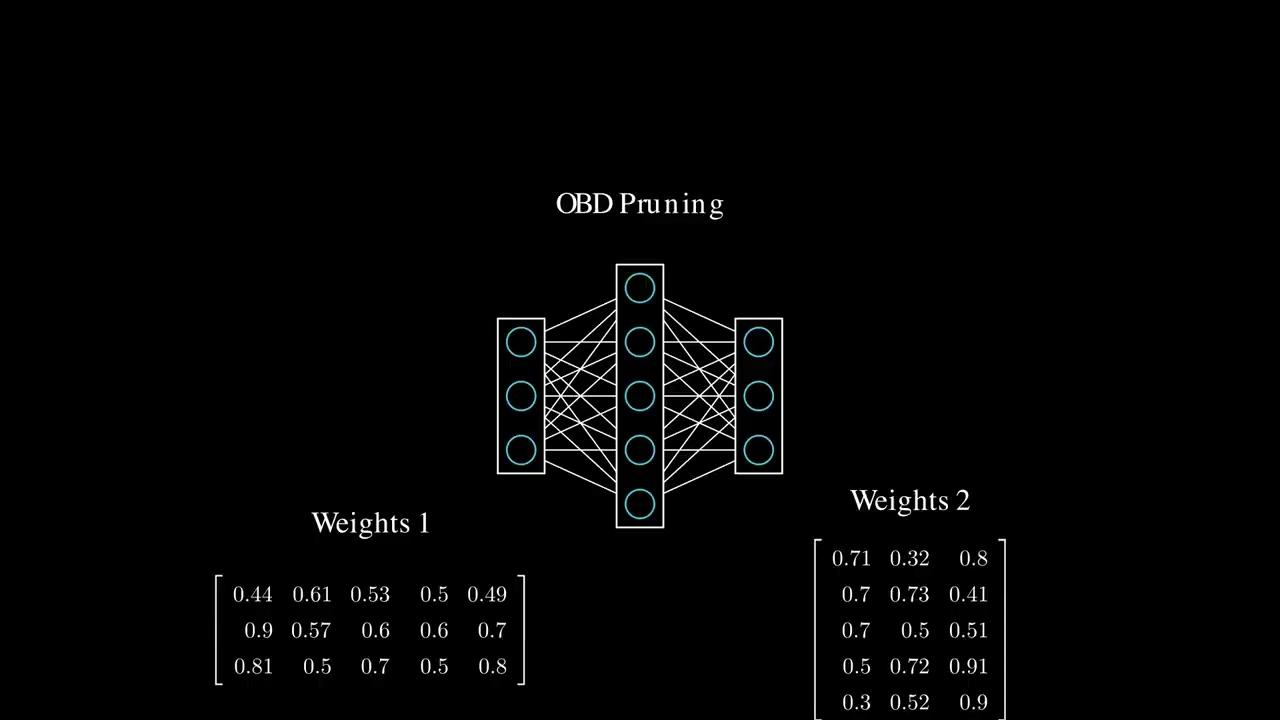 OBD Pruning
Weights 1
0.44 0.61 0.53 0.5 0.49
0.9 0.57 0.6 0.6 0.7
0.81 0.5 0.7 0.5 0.8
Weights 2
0.71 0.32 0.8
0.7 0.73 0.41
0.7 0.5 0.51
0.5 0.72 0.91
0.3 0.52 0.9